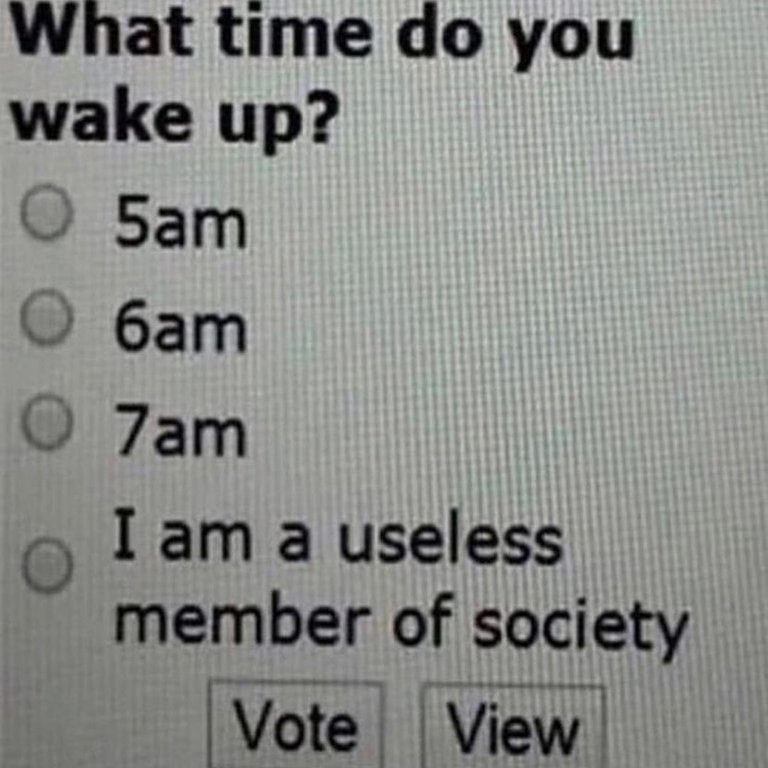 What time do you
wake up?
5am
6am
7am
I am a useless
member of society
Vote
View